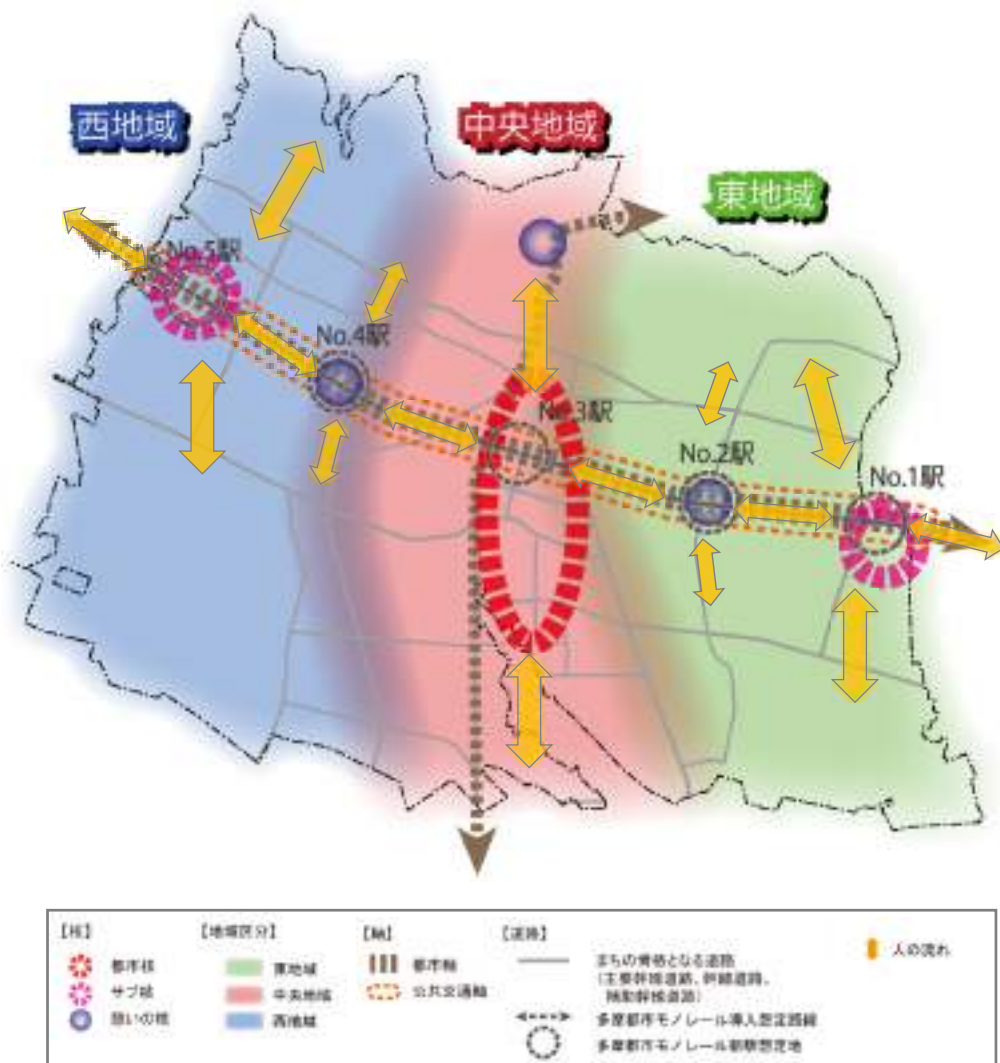 西地域
中央地域
東地域
No.5駅
No.4駅
No.3駅
No.2駅
No.1駅
【核】
都市核
サブ核
憩いの核
【地域区分】
東地域
中央地域
西地域
【軸】
都市軸
公共交通軸
【道路】
まちの骨格となる道路
(主要幹線道路、幹線道路、
補助幹線道路)
多摩都市モノレール導入想定路線
多摩都市モノレール新駅想定地
人の流れ